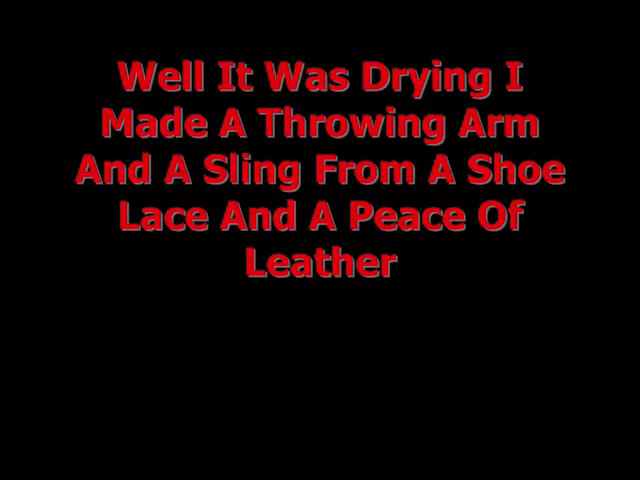 Well It Was Drying I
Made A Throwing Arm
And A Sling From A Shoe
Lace And A Peace Of
Leather